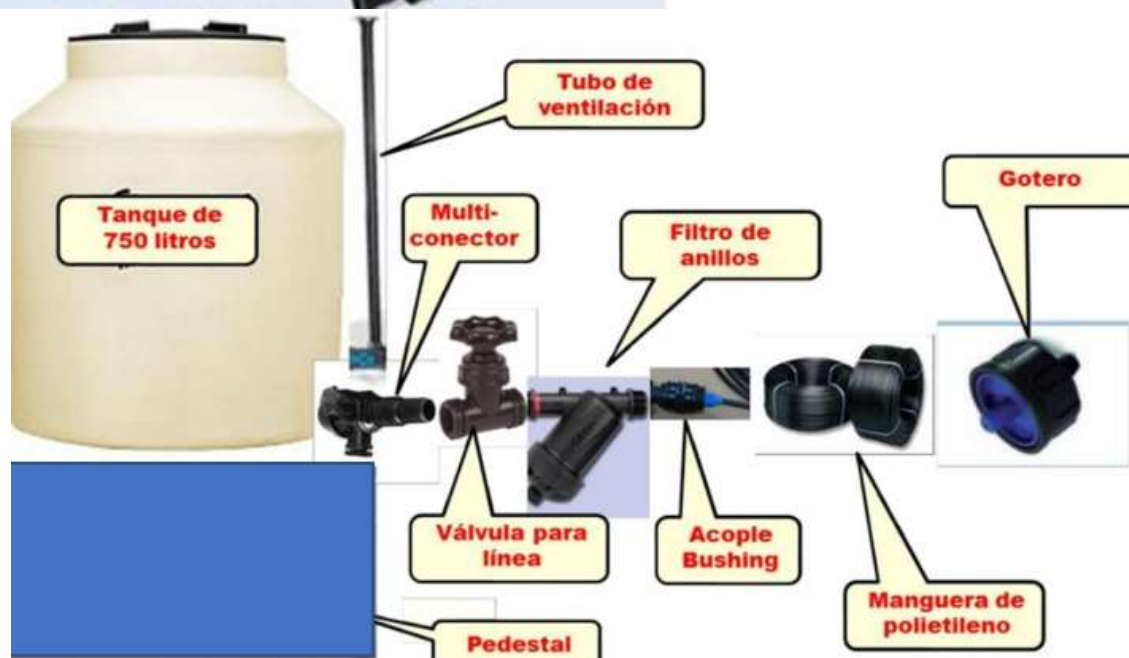 Tubo de
ventilación
Gotero
Tanque de
750 litros
Multi-
conector
Filtro de
anillos
Válvula para
línea
Acople
Bushing
Manguera de
polietileno
Pedestal